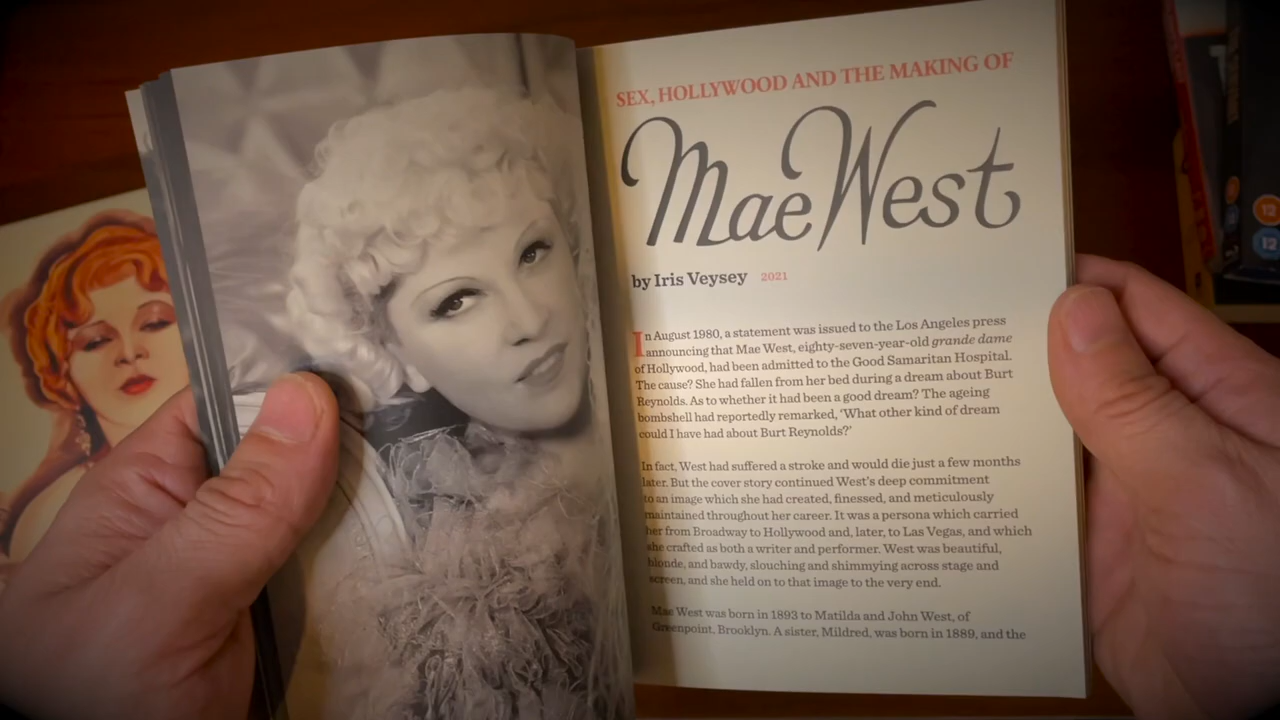 SEX, HOLLYWOOD AND THE MAKING OF
Mae West
by Iris Veysey 2021
In August 1980, a statement was issued to the Los Angeles press
announcing that Mae West, eighty-seven-year-old grande dame
of Hollywood, had been admitted to the Good Samaritan Hospital.
The cause? She had fallen from her bed during a dream about Burt
Reynolds. As to whether it had been a good dream? The ageing
bombshell had reportedly remarked, ‘What other kind of dream
could I have had about Burt Reynolds?’
In fact, West had suffered a stroke and would die just a few months
later. But the cover story continued West’s deep commitment
to an image which she had created, finessed, and meticulously
maintained throughout her career. It was a persona which carried
her from Broadway to Hollywood and, later, to Las Vegas, and which
she crafted as both a writer and performer. West was beautiful,
blonde, and bawdy, slouching and shimmying across stage and
screen, and she held on to that image to the very end.
Mae West was born in 1893 to Matilda and John West, of
Greenpoint, Brooklyn. A sister, Mildred, was born in 1889, and the
12
12